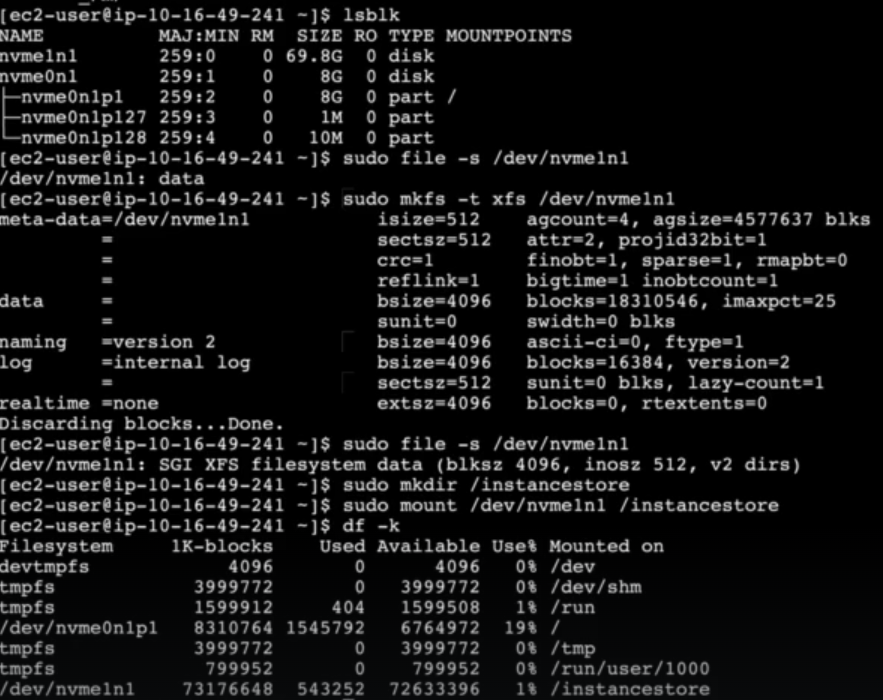 [ec2-user@ip-10-16-49-241 ~]$ lsblk
NAME          MAJ:MIN RM  SIZE RO TYPE MOUNTPOINTS
nvme1n1       259:0    0 69.8G  0 disk
nvme0n1       259:1    0    8G  0 disk
├─nvme0n1p1   259:2    0    8G  0 part /
├─nvme0n1p127 259:3    0    1M  0 part
└─nvme0n1p128 259:4    0   10M  0 part
[ec2-user@ip-10-16-49-241 ~]$ sudo file -s /dev/nvme1n1
/dev/nvme1n1: data
[ec2-user@ip-10-16-49-241 ~]$ sudo mkfs -t xfs /dev/nvme1n1
meta-data=/dev/nvme1n1           isize=512    agcount=4, agsize=4577637 blks
         =                       sectsz=512   attr=2, projid32bit=1
         =                       crc=1        finobt=1, sparse=1, rmapbt=0
         =                       reflink=1    bigtime=1 inobtcount=1
data     =                       bsize=4096   blocks=18310546, imaxpct=25
         =                       sunit=0      swidth=0 blks
naming   =version 2              bsize=4096   ascii-ci=0, ftype=1
log      =internal log           bsize=4096   blocks=16384, version=2
         =                       sectsz=512   sunit=0 blks, lazy-count=1
realtime =none                   extsz=4096   blocks=0, rtextents=0
Discarding blocks...Done.
[ec2-user@ip-10-16-49-241 ~]$ sudo file -s /dev/nvme1n1
/dev/nvme1n1: SGI XFS filesystem data (blksz 4096, inosz 512, v2 dirs)
[ec2-user@ip-10-16-49-241 ~]$ sudo mkdir /instancestore
[ec2-user@ip-10-16-49-241 ~]$ sudo mount /dev/nvme1n1 /instancestore
[ec2-user@ip-10-16-49-241 ~]$ df -k
Filesystem     1K-blocks    Used Available Use% Mounted on
devtmpfs            4096       0      4096   0% /dev
tmpfs            3999772       0   3999772   0% /dev/shm
tmpfs            1599912     404   1599508   1% /run
/dev/nvme0n1p1   8310764 1545792   6764972  19% /
tmpfs            3999772       0   3999772   0% /tmp
tmpfs             799952       0    799952   0% /run/user/1000
/dev/nvme1n1    73176648  543252  72633396   1% /instancestore